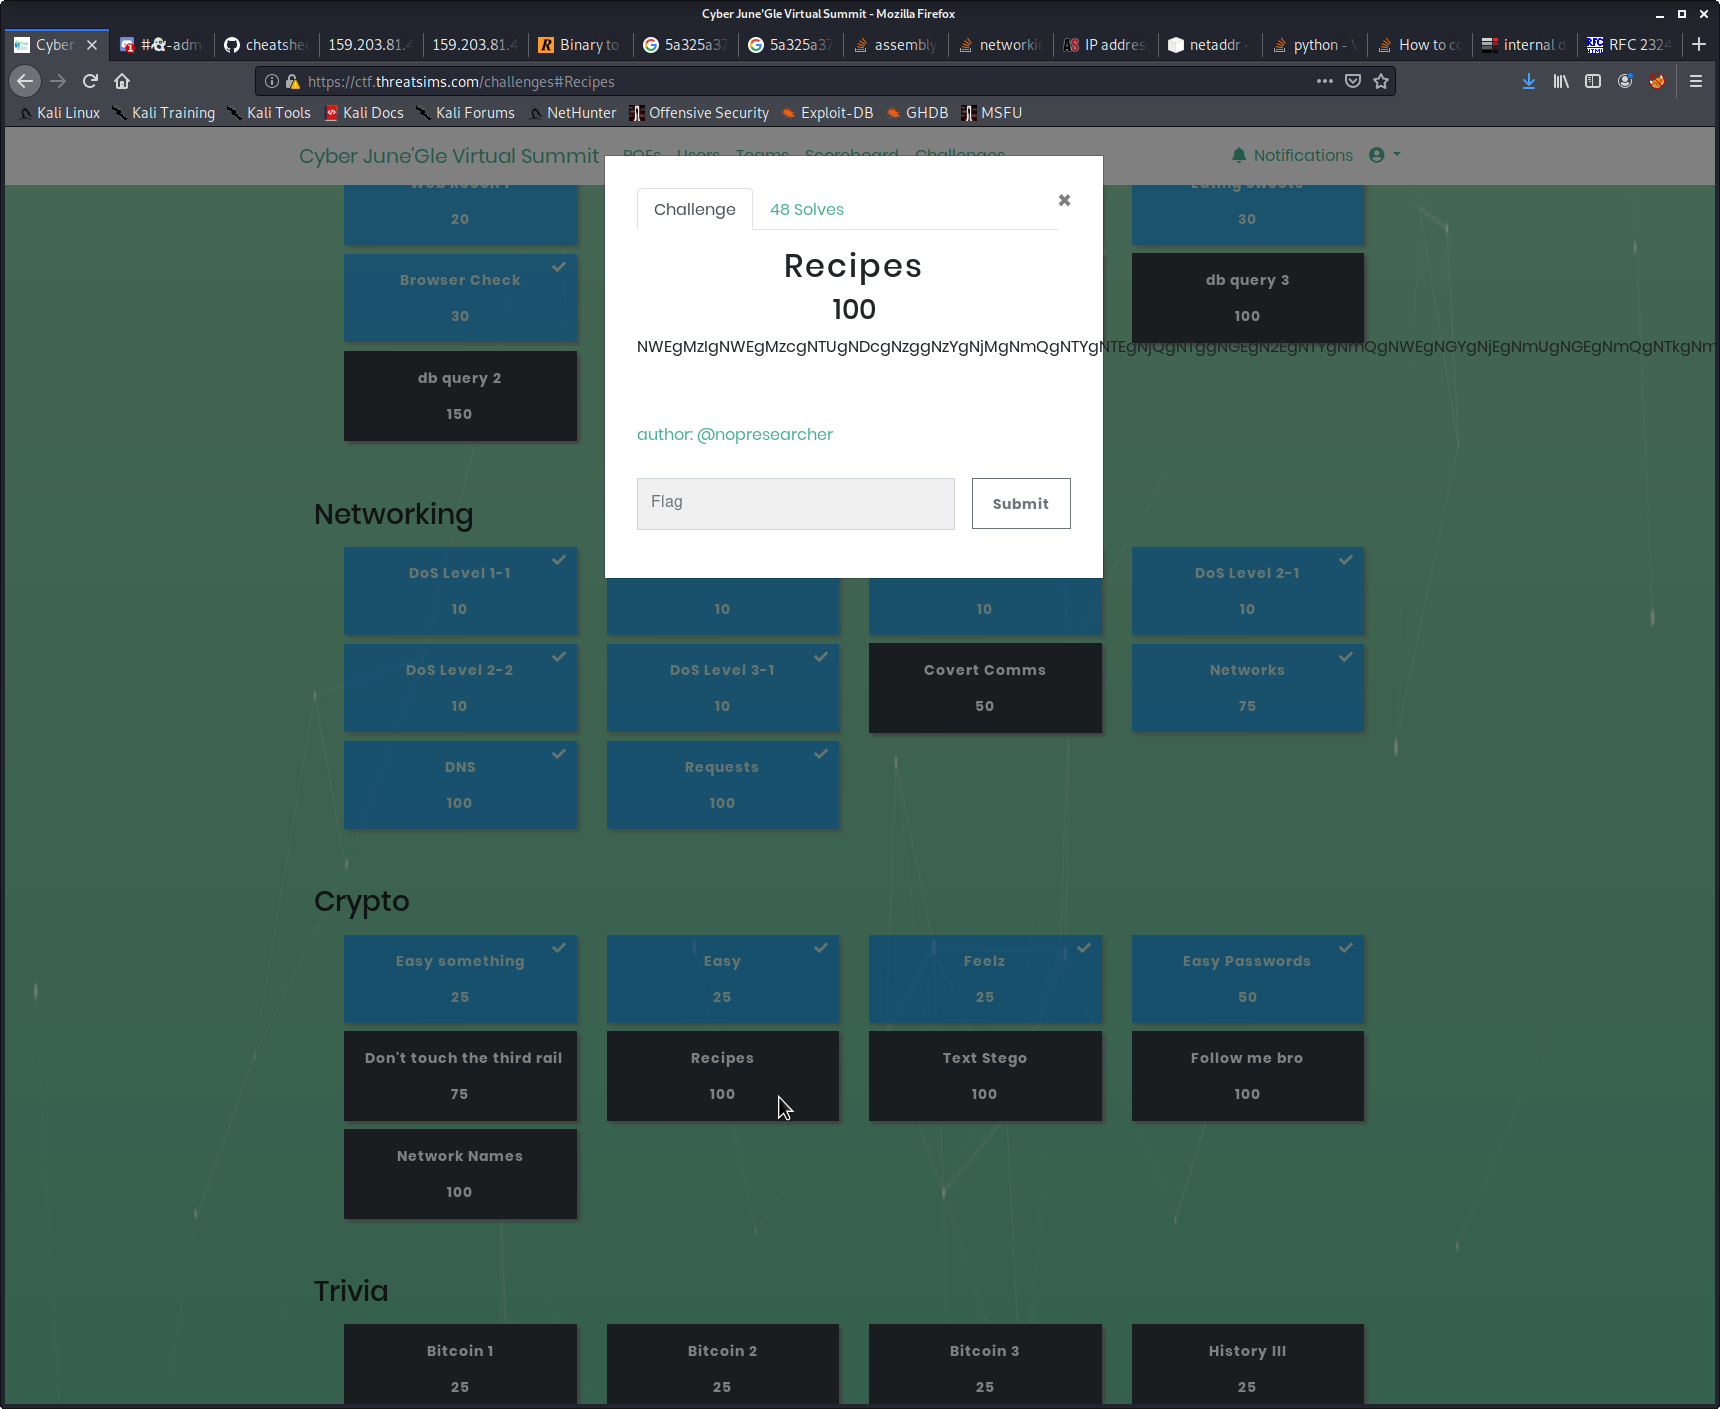 Cyber June'Gle Virtual Summit - Mozilla Firefox
Cyber
#
-adm
cheatshe
159.203.81.4
159.203.81.4
Binary to
5a325a37
5a325a37
assembly
networkin
IP addres
netaddr
python -
How to co
internal d
RFC 2324
https://ctf.threatsims.com/challenges#Recipes
Kali Linux Kali Training Kali Tools Kali Docs Kali Forums NetHunter Offensive Security Exploit-DB GHDB MSFU
Cyber June'Gle Virtual Summit Users Teams Scoreboard Challenges Notifications
Challenge 48 Solves ×
Recipes
100
author: @nopresearcher
Flag Submit
Eating sweets
20
30
Browser Check
30
db query 3
100
db query 2
150
Networking
DoS Level 1-1
10
10
10
DoS Level 2-1
10
DoS Level 2-2
10
DoS Level 3-1
10
Covert Comms
50
Networks
75
DNS
100
Requests
100
Crypto
Easy something
25
Easy
25
Feelz
25
Easy Passwords
50
Don't touch the third rail
75
Recipes
100
Text Stego
100
Follow me bro
100
Network Names
100
Trivia
Bitcoin 1
25
Bitcoin 2
25
Bitcoin 3
25
History III
25